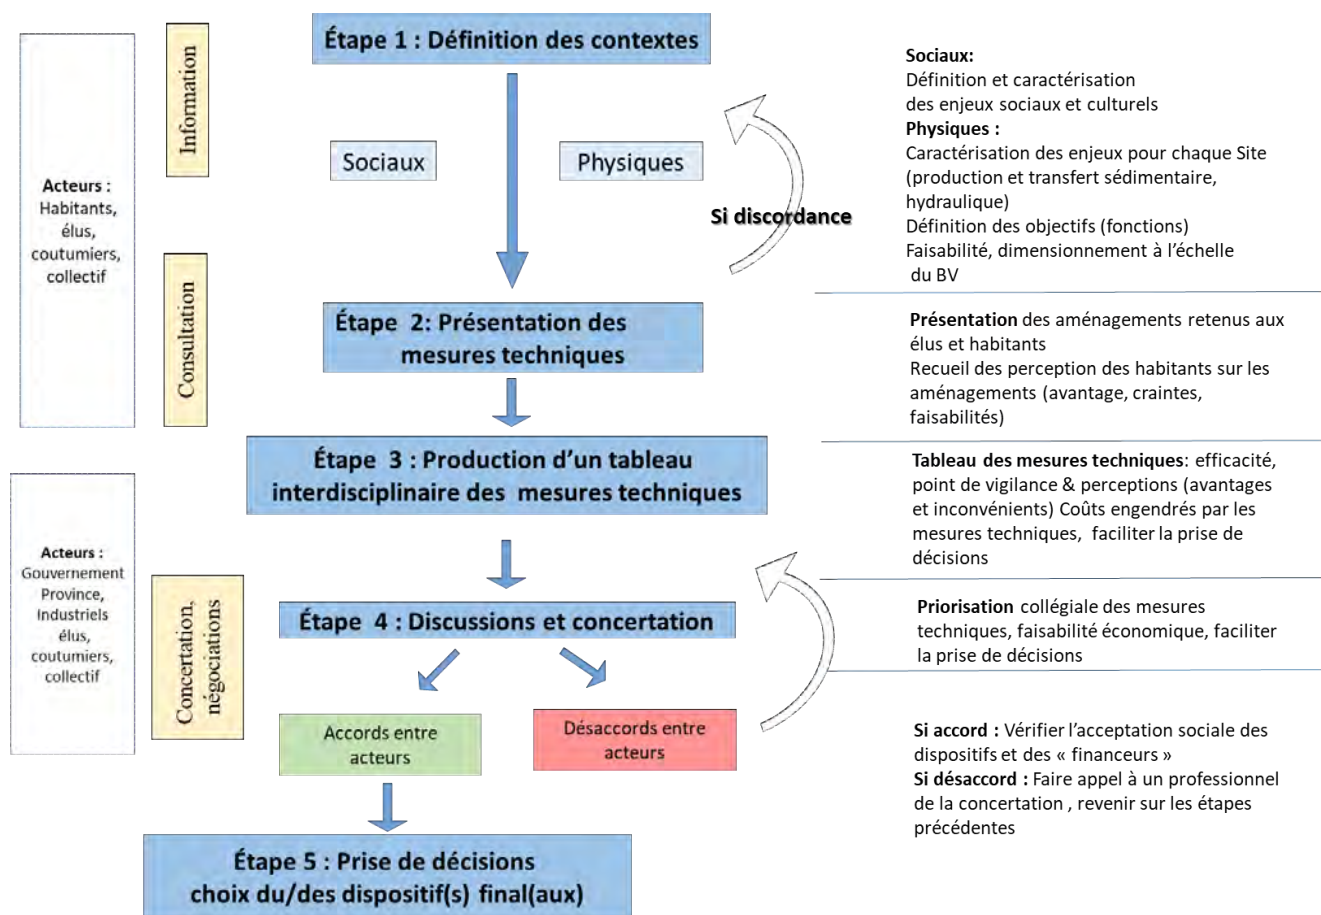 Étape 1 : Définition des contextes
Information
Sociaux
Physiques
Acteurs :
Habitants,
élus,
coutumiers,
collectif
Si discordance
Consultation
Étape 2: Présentation des
mesures techniques
Étape 3 : Production d'un tableau
interdisciplinaire des mesures techniques
Acteurs :
Gouvernement
Province,
Industriels
élus,
coutumiers,
collectif
Concertation,
négociations
Étape 4 : Discussions et concertation
Accords entre
acteurs
Désaccords entre
acteurs
Étape 5 : Prise de décisions
choix du/des dispositif(s) final(aux)
Sociaux:
Définition et caractérisation
des enjeux sociaux et culturels
Physiques :
Caractérisation des enjeux pour chaque Site
(production et transfert sédimentaire,
hydraulique)
Définition des objectifs (fonctions)
Faisabilité, dimensionnement à l'échelle
du BV
Présentation des aménagements retenus aux
élus et habitants
Recueil des perception des habitants sur les
aménagements (avantage, craintes,
faisabilités)
Tableau des mesures techniques: efficacité,
point de vigilance & perceptions (avantages
et inconvénients) Coûts engendrés par les
mesures techniques, faciliter la prise de
décisions
Priorisation collégiale des mesures
techniques, faisabilité économique, faciliter
la prise de décisions
Si accord : Vérifier l'acceptation sociale des
dispositifs et des « financeurs »
Si désaccord : Faire appel à un professionnel
de la concertation , revenir sur les étapes
précédentes